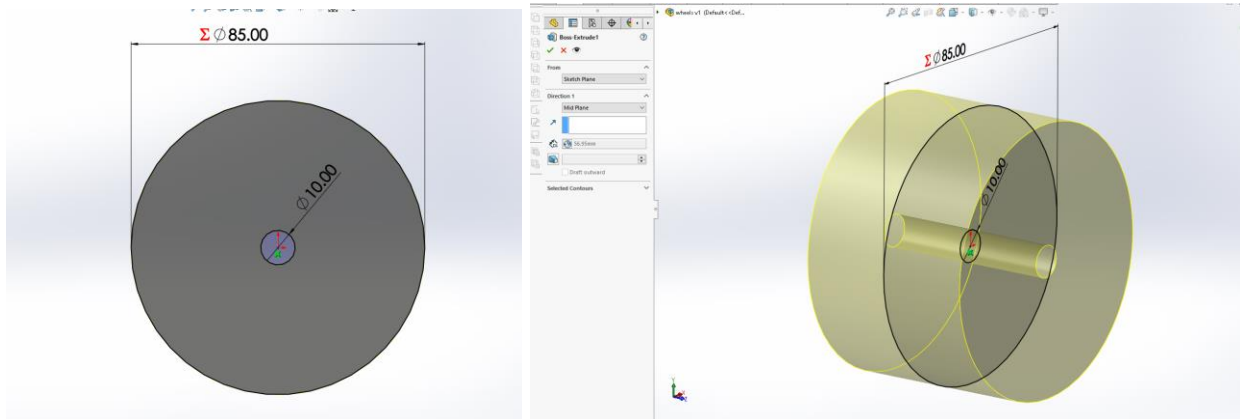 Σ ∅85.00
∅10.00
wheel- v1 (Default<<Def...
Boss-Extrude1
From
Sketch Plane
Direction 1
Mid Plane
56.95mm
Draft outward
Selected Contours
Σ ∅85.00
∅10.00